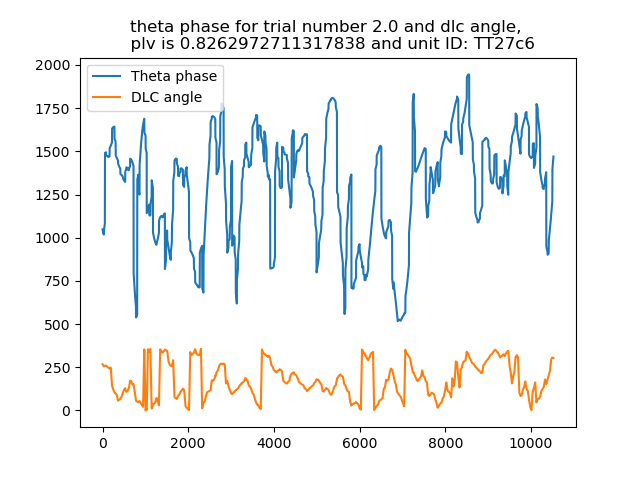 theta phase for trial number 2.0 and dlc angle,
plv is 0.8262972711317838 and unit ID: TT27c6
Theta phase
DLC angle
2000
1750
1500
1250
1000
750
500
250
0
0 2000 4000 6000 8000 10000